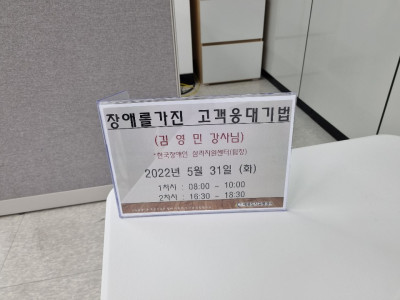 장애를가진 고객응대기법
(김 영 민 강사님)
2022년 5월 31일 (화)
1차시 : 08:00 ~ 10:00
2차시 : 16:30 ~ 18:30